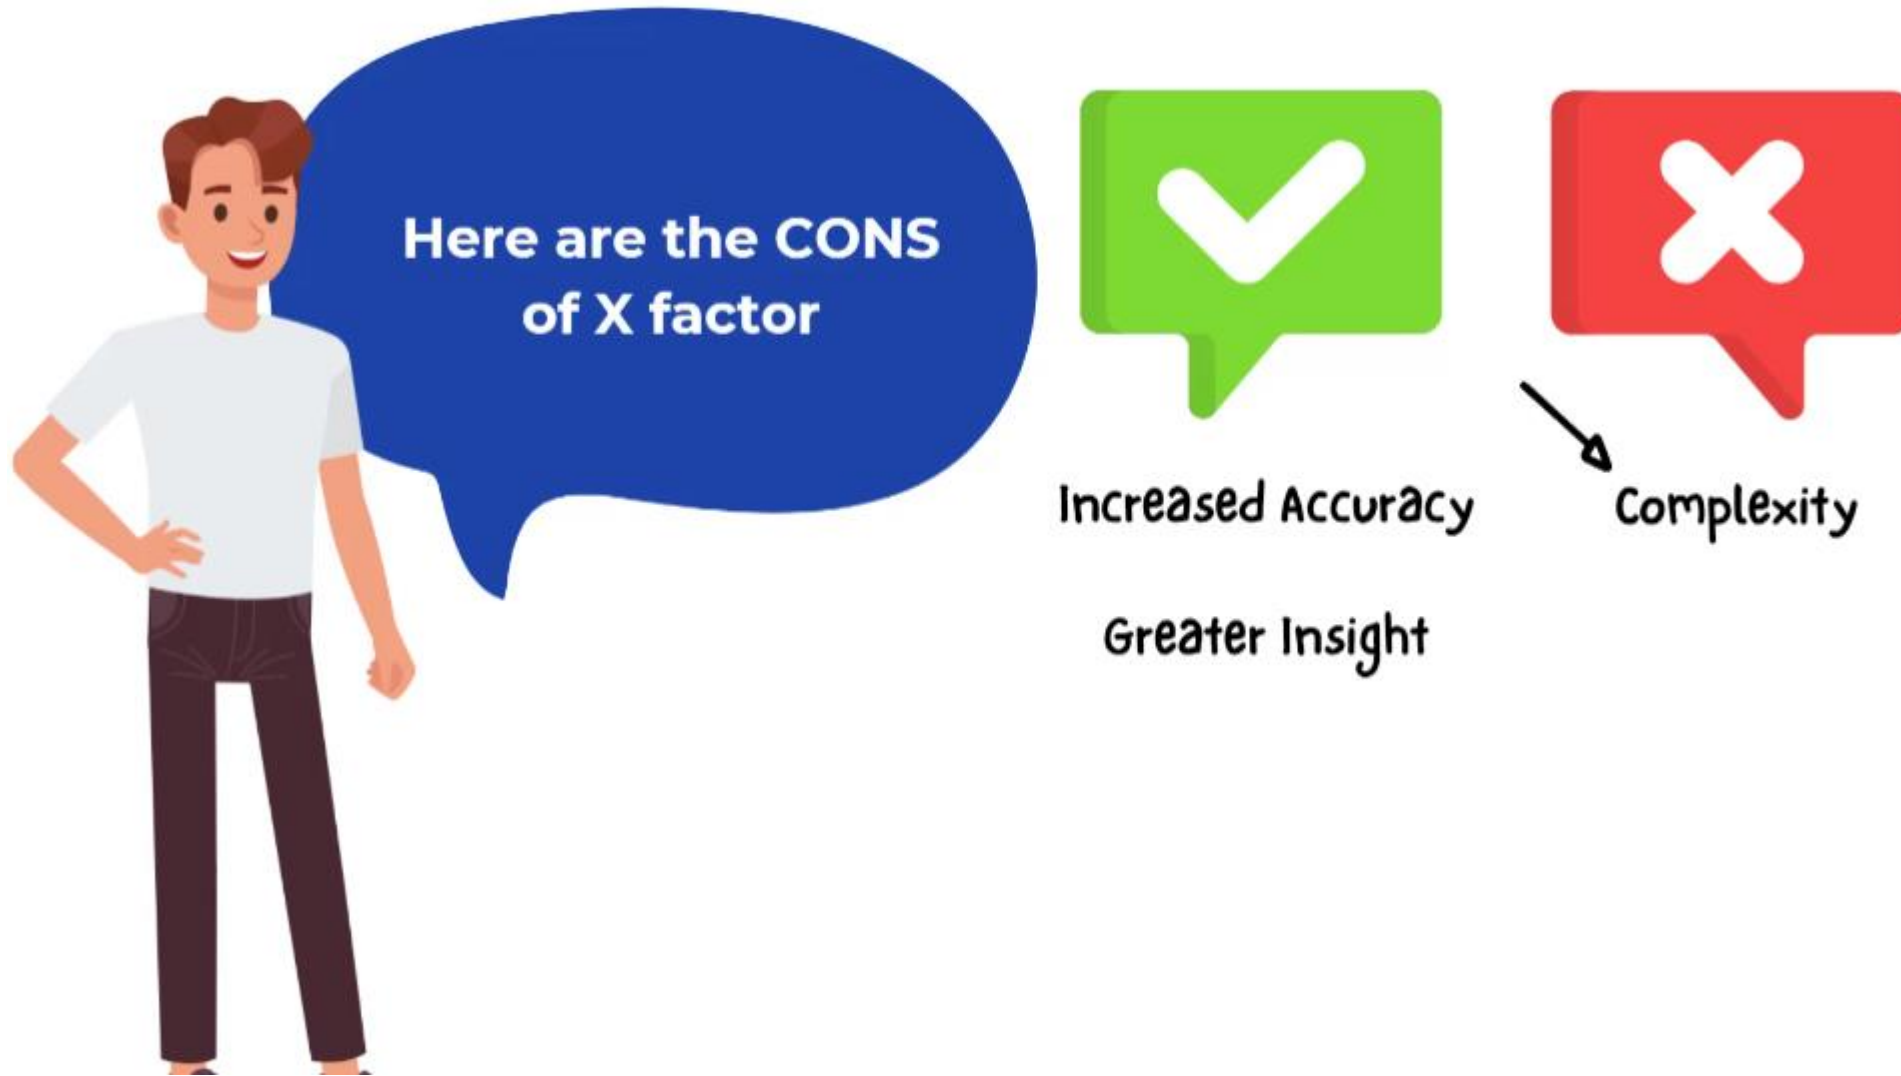 Here are the CONS
of X factor
Increased Accuracy
Complexity
Greater Insight